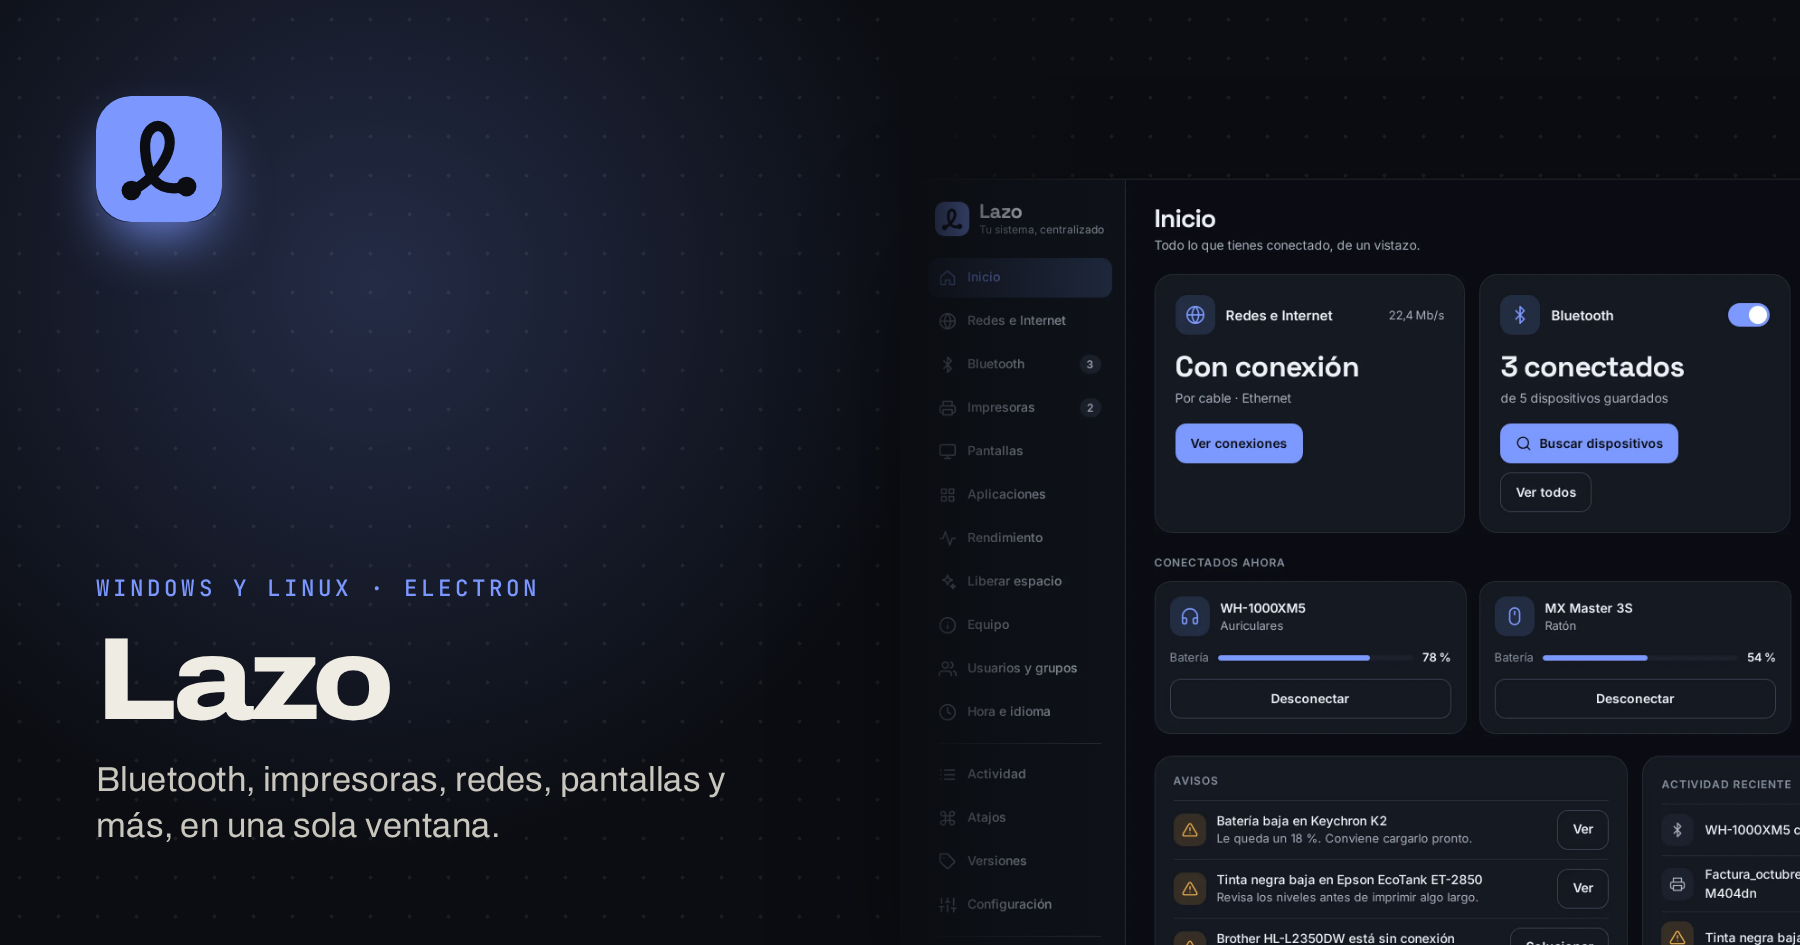 WINDOWS Y LINUX · ELECTRON
Lazo
Bluetooth, impresoras, redes, pantallas y
más, en una sola ventana.
Lazo
Tu sistema, centralizado
Inicio
Redes e Internet
Bluetooth 3
Impresoras 2
Pantallas
Aplicaciones
Rendimiento
Liberar espacio
Equipo
Usuarios y grupos
Hora e idioma
Actividad
Atajos
Versiones
Configuración
Inicio
Todo lo que tienes conectado, de un vistazo.
Redes e Internet 22,4 Mb/s
Con conexión
Por cable · Ethernet
Ver conexiones
Bluetooth
3 conectados
de 5 dispositivos guardados
Buscar dispositivos
Ver todos
CONECTADOS AHORA
WH-1000XM5
Auriculares
Batería 78 %
Desconectar
MX Master 3S
Ratón
Batería 54 %
Desconectar
AVISOS
Batería baja en Keychron K2
Le queda un 18 %. Conviene cargarlo pronto.
Ver
Tinta negra baja en Epson EcoTank ET-2850
Revisa los niveles antes de imprimir algo largo.
Ver
Brother HL-L2350DW está sin conexión
ACTIVIDAD RECIENTE
WH-1000XM5 c
Factura_octubre
M404dn
Tinta negra baja